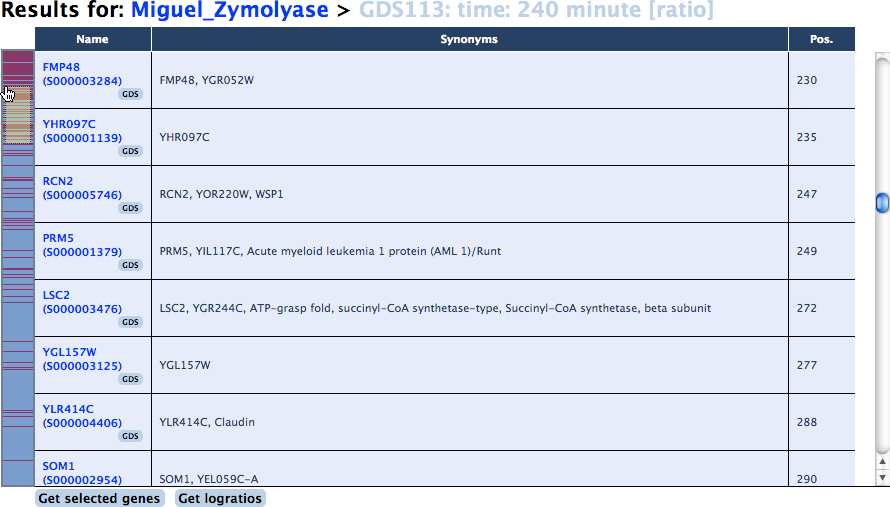 Results for: Miguel_Zymolyase > GDS113: time: 240 minute [ratio]
Name Synonyms Pos.
FMP48
(S000003284) FMP48, YGR052W 230
GDS
YHR097C
(S000001139) YHR097C 235
GDS
RCN2
(S000005746) RCN2, YOR220W, WSP1 247
GDS
PRM5
(S000001379) PRM5, YIL117C, Acute myeloid leukemia 1 protein (AML 1)/Runt 249
GDS
LSC2
(S000003476) LSC2, YGR244C, ATP-grasp fold, succinyl-CoA synthetase-type, Succinyl-CoA synthetase, beta subunit 272
GDS
YGL157W
(S000003125) YGL157W 277
GDS
YLR414C
(S000004406) YLR414C, Claudin 288
GDS
SOM1
(S000002954) SOM1, YEL059C-A 290
Get selected genes Get logratios